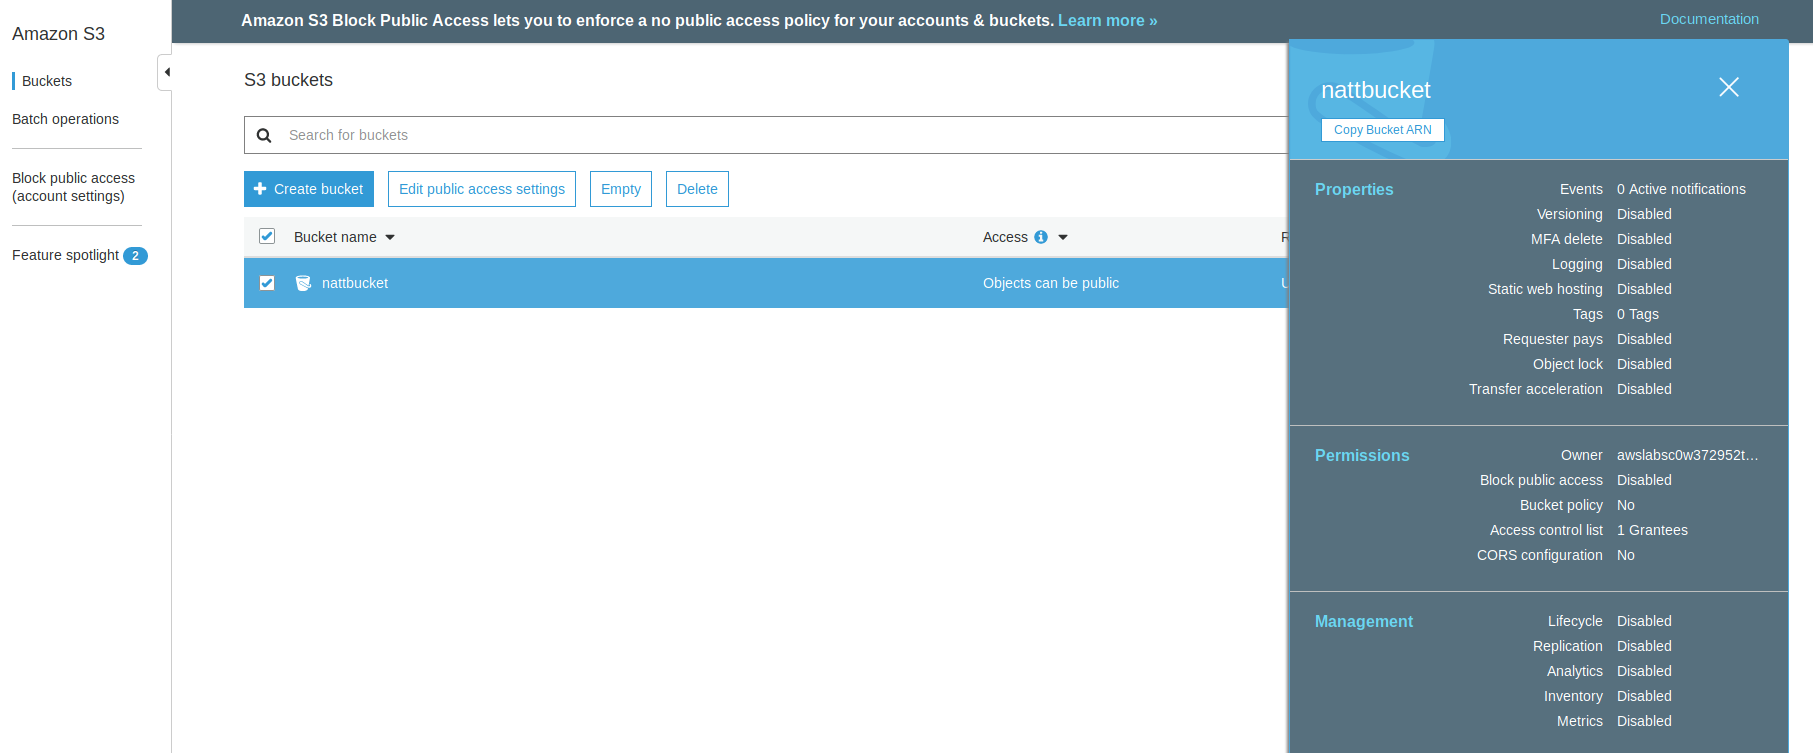 Amazon S3
Buckets
Batch operations
Block public access
(account settings)
Feature spotlight 2
Amazon S3 Block Public Access lets you to enforce a no public access policy for your accounts & buckets. Learn more »
Documentation
S3 buckets
Search for buckets
Create bucket Edit public access settings Empty Delete
Bucket name Access
nattbucket Objects can be public
nattbucket
Copy Bucket ARN
Properties Events 0 Active notifications
Versioning Disabled
MFA delete Disabled
Logging Disabled
Static web hosting Disabled
Tags 0 Tags
Requester pays Disabled
Object lock Disabled
Transfer acceleration Disabled
Permissions Owner awslabsc0w372952t...
Block public access Disabled
Bucket policy No
Access control list 1 Grantees
CORS configuration No
Management Lifecycle Disabled
Replication Disabled
Analytics Disabled
Inventory Disabled
Metrics Disabled